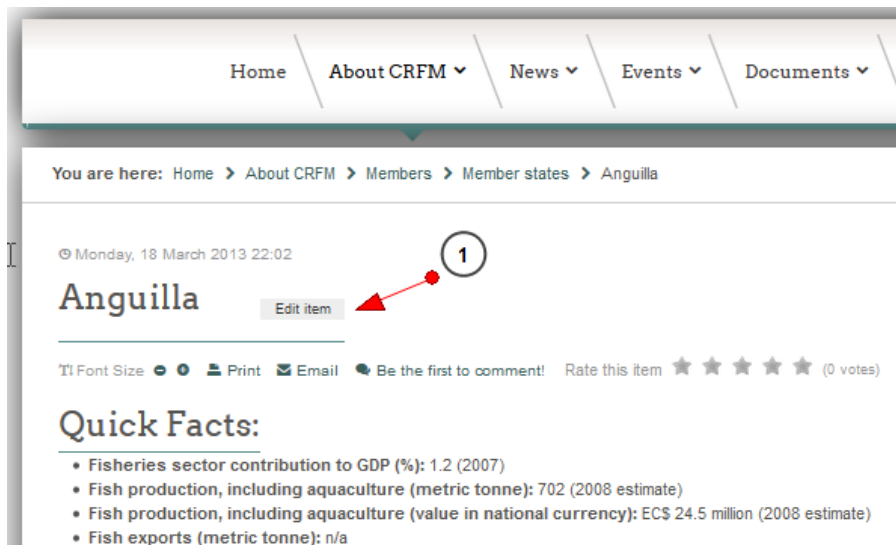 Home About CRFM News Events Documents
You are here: Home > About CRFM > Members > Member states > Anguilla
Monday, 18 March 2013 22:02
1
Anguilla
Edit item
Font Size Print Email Be the first to comment! Rate this item (0 votes)
Quick Facts:
• Fisheries sector contribution to GDP (%): 1.2 (2007)
• Fish production, including aquaculture (metric tonne): 702 (2008 estimate)
• Fish production, including aquaculture (value in national currency): EC$ 24.5 million (2008 estimate)
• Fish exports (metric tonne): n/a